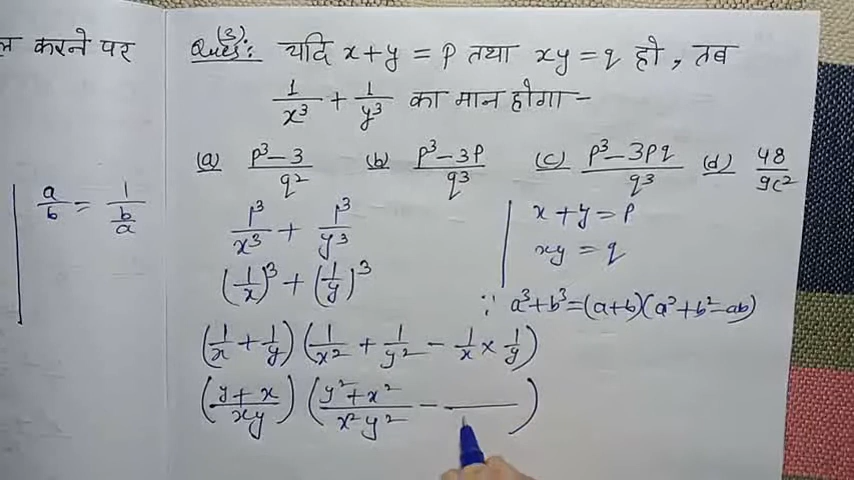 ल करने पर
a/b = 1/(b/a)
Ques(3): यदि x+y = p तथा xy = q हो, तब
1/x³ + 1/y³ का मान होगा -
(a) (p³-3)/q² (b) (p³-3p)/q³ (c) (p³-3pq)/q³ (d) 48/9c²
1³/x³ + 1³/y³
x+y=p
(1/x)³ + (1/y)³
xy = q
∵ a³+b³=(a+b)(a²+b²-ab)
(1/x + 1/y) (1/x² + 1/y² - 1/x × 1/y)
((y+x)/xy) ((y²+x²)/x²y² - ——)